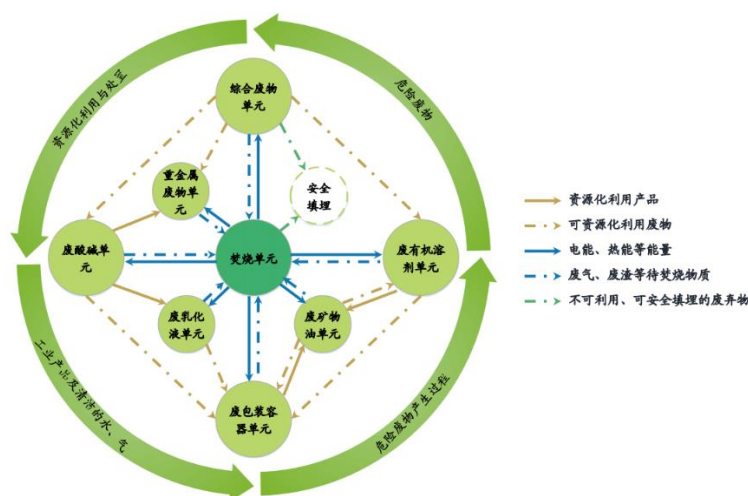 资源化利用与处置
危险废物
综合废物
单元
重金属
废物单
元
安全
填埋
废酸碱单
元
焚烧单元
废有机溶
剂单元
废乳化
液单元
废矿物
油单元
废包装容
器单元
工业产品及清洁的水、气
危险废物产生过程
资源化利用产品
可资源化利用废物
电能、热能等能量
废气、废渣等待焚烧物质
不可利用、可安全填埋的废弃物